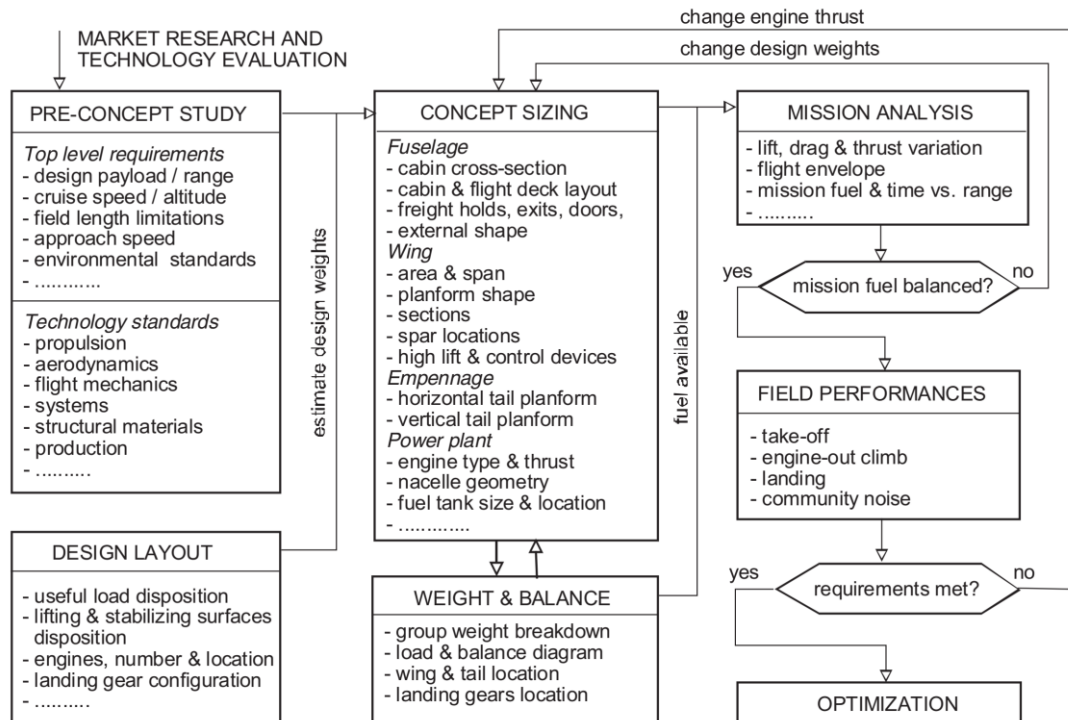 MARKET RESEARCH AND
TECHNOLOGY EVALUATION
change engine thrust
change design weights
PRE-CONCEPT STUDY
Top level requirements
- design payload / range
- cruise speed / altitude
- field length limitations
- approach speed
- environmental standards
- ............
Technology standards
- propulsion
- aerodynamics
- flight mechanics
- systems
- structural materials
- production
- ..........
DESIGN LAYOUT
- useful load disposition
- lifting & stabilizing surfaces
disposition
- engines, number & location
- landing gear configuration
- ..........
estimate design weights
CONCEPT SIZING
Fuselage
- cabin cross-section
- cabin & flight deck layout
- freight holds, exits, doors,
- external shape
Wing
- area & span
- planform shape
- sections
- spar locations
- high lift & control devices
Empennage
- horizontal tail planform
- vertical tail planform
Power plant
- engine type & thrust
- nacelle geometry
- fuel tank size & location
- .............
WEIGHT & BALANCE
- group weight breakdown
- load & balance diagram
- wing & tail location
- landing gears location
fuel available
MISSION ANALYSIS
- lift, drag & thrust variation
- flight envelope
- mission fuel & time vs. range
- ..........
yes
mission fuel balanced?
no
FIELD PERFORMANCES
- take-off
- engine-out climb
- landing
- community noise
yes
requirements met?
no
OPTIMIZATION